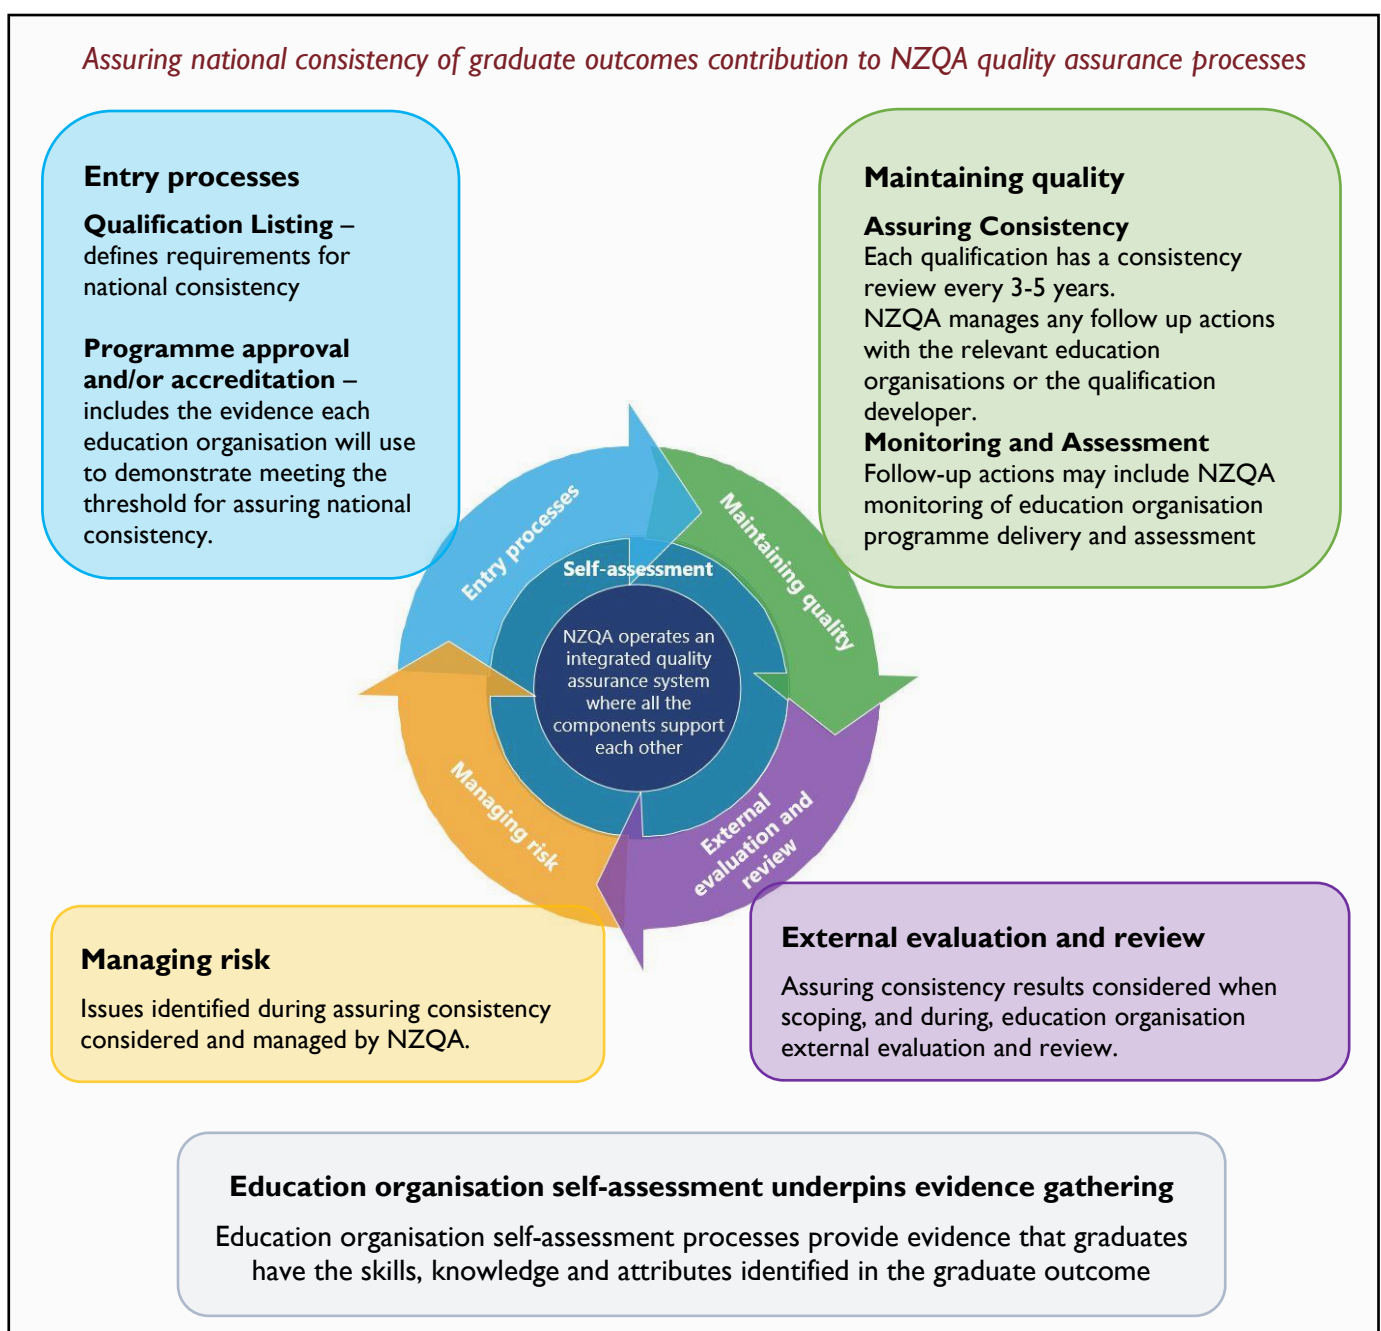 Assuring national consistency of graduate outcomes contribution to NZQA quality assurance processes
Entry processes
Qualification Listing –
defines requirements for
national consistency
Programme approval
and/or accreditation –
includes the evidence each
education organisation will use
to demonstrate meeting the
threshold for assuring national
consistency.
Maintaining quality
Assuring Consistency
Each qualification has a consistency
review every 3-5 years.
NZQA manages any follow up actions
with the relevant education
organisations or the qualification
developer.
Monitoring and Assessment
Follow-up actions may include NZQA
monitoring of education organisation
programme delivery and assessment
Entry processes
Maintaining quality
Self-assessment
NZQA operates an
integrated quality
assurance system
where all the
components support
each other
Managing risk
External
evaluation and
review
Managing risk
Issues identified during assuring consistency
considered and managed by NZQA.
External evaluation and review
Assuring consistency results considered when
scoping, and during, education organisation
external evaluation and review.
Education organisation self-assessment underpins evidence gathering
Education organisation self-assessment processes provide evidence that graduates
have the skills, knowledge and attributes identified in the graduate outcome